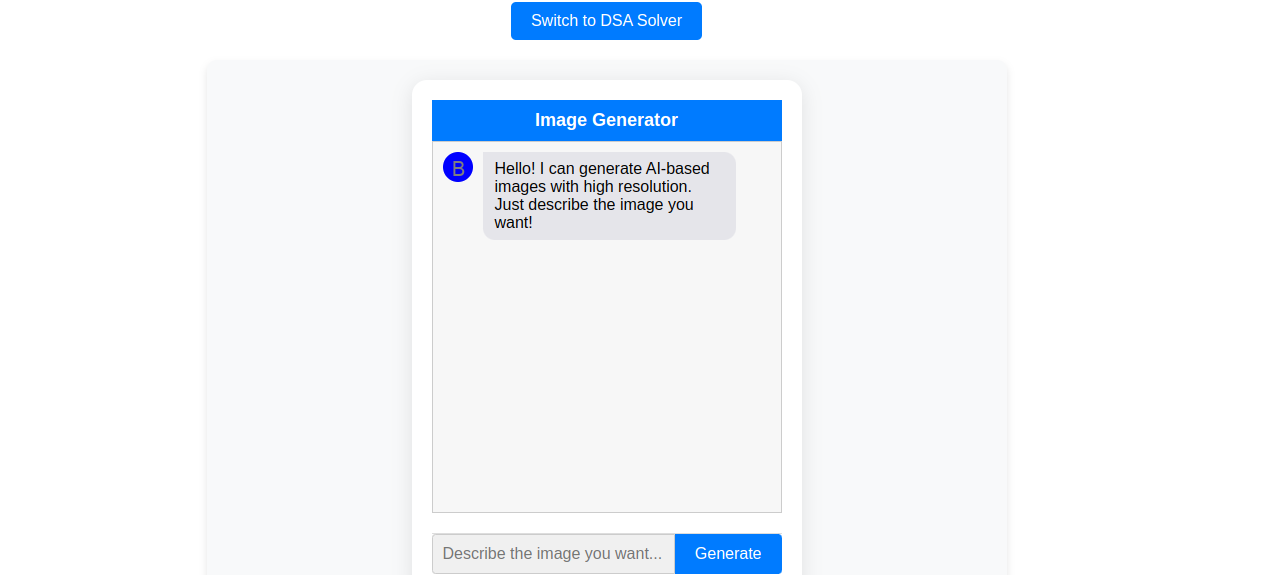 Switch to DSA Solver
Image Generator
B
Hello! I can generate AI-based
images with high resolution.
Just describe the image you
want!
Describe the image you want...
Generate